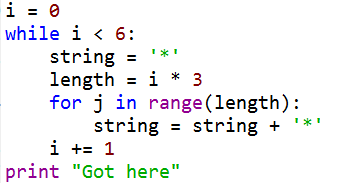 i = 0
while i < 6:
    string = '*'
    length = i * 3
    for j in range(length):
        string = string + '*'
    i += 1
print "Got here"